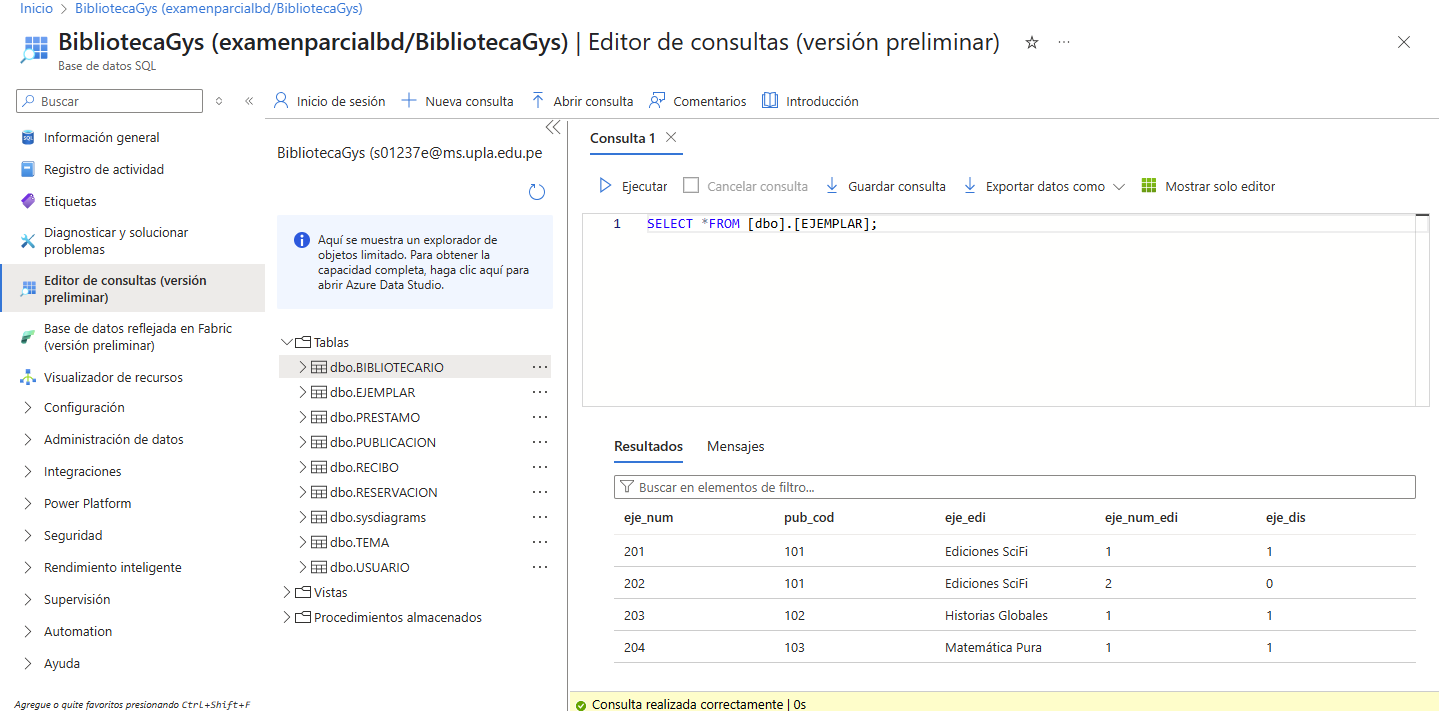 Inicio > BibliotecaGys (examenparcialbd/BibliotecaGys)
BibliotecaGys (examenparcialbd/BibliotecaGys) | Editor de consultas (versión preliminar)
Base de datos SQL
Buscar
Inicio de sesión
Nueva consulta
Abrir consulta
Comentarios
Introducción
Información general
Registro de actividad
Etiquetas
Diagnosticar y solucionar
problemas
Editor de consultas (versión
preliminar)
Base de datos reflejada en Fabric
(versión preliminar)
Visualizador de recursos
Configuración
Administración de datos
Integraciones
Power Platform
Seguridad
Rendimiento inteligente
Supervisión
Automation
Ayuda
Agregue o quite favoritos presionando Ctrl+Shift+F
BibliotecaGys (s01237e@ms.upla.edu.pe
Aquí se muestra un explorador de
objetos limitado. Para obtener la
capacidad completa, haga clic aquí para
abrir Azure Data Studio.
Tablas
dbo.BIBLIOTECARIO
dbo.EJEMPLAR
dbo.PRESTAMO
dbo.PUBLICACION
dbo.RECIBO
dbo.RESERVACION
dbo.sysdiagrams
dbo.TEMA
dbo.USUARIO
Vistas
Procedimientos almacenados
Consulta 1
Ejecutar
Cancelar consulta
Guardar consulta
Exportar datos como
Mostrar solo editor
1 SELECT *FROM [dbo].[EJEMPLAR];
Resultados Mensajes
Buscar en elementos de filtro...
eje_num pub_cod eje_edi eje_num_edi eje_dis
201 101 Ediciones SciFi 1 1
202 101 Ediciones SciFi 2 0
203 102 Historias Globales 1 1
204 103 Matemática Pura 1 1
Consulta realizada correctamente | 0s